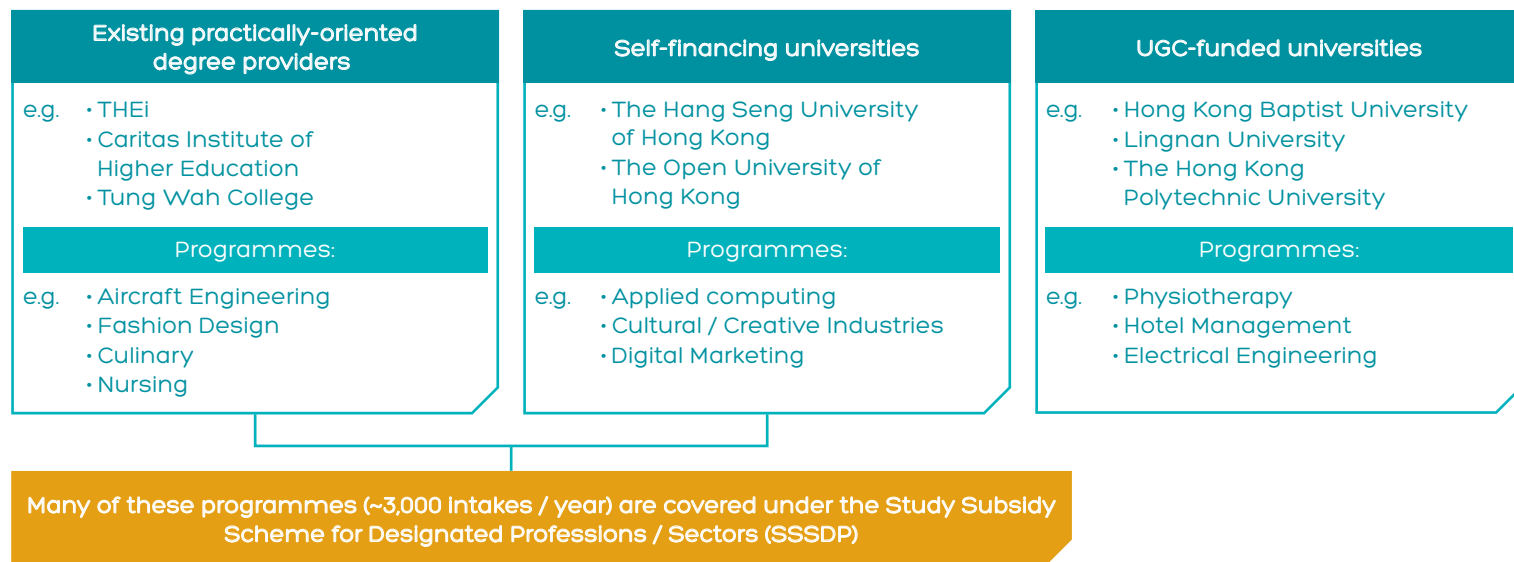 Existing practically-oriented
degree providers
e.g. • THEi
• Caritas Institute of
Higher Education
• Tung Wah College
Programmes:
e.g. • Aircraft Engineering
• Fashion Design
• Culinary
• Nursing
Self-financing universities
e.g. • The Hang Seng University
of Hong Kong
• The Open University of
Hong Kong
Programmes:
e.g. • Applied computing
• Cultural / Creative Industries
• Digital Marketing
UGC-funded universities
e.g. • Hong Kong Baptist University
• Lingnan University
• The Hong Kong
Polytechnic University
Programmes:
e.g. • Physiotherapy
• Hotel Management
• Electrical Engineering
Many of these programmes (~3,000 intakes / year) are covered under the Study Subsidy
Scheme for Designated Professions / Sectors (SSSDP)